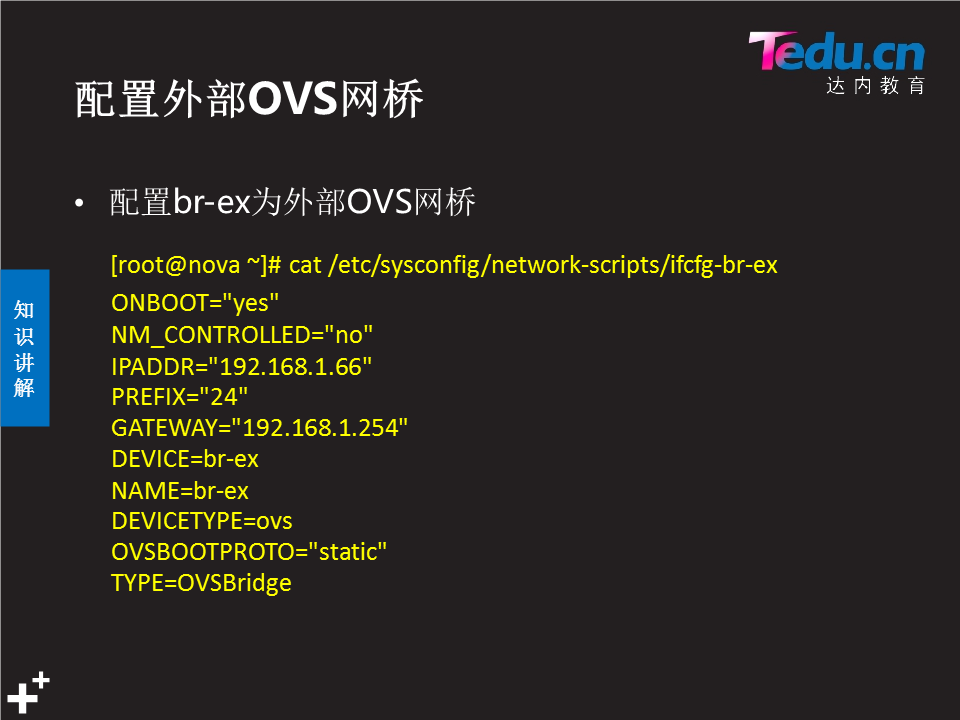 Tedu.cn
达内教育
配置外部OVS网桥
• 配置br-ex为外部OVS网桥
[root@nova ~]# cat /etc/sysconfig/network-scripts/ifcfg-br-ex
ONBOOT="yes"
NM_CONTROLLED="no"
IPADDR="192.168.1.66"
PREFIX="24"
GATEWAY="192.168.1.254"
DEVICE=br-ex
NAME=br-ex
DEVICETYPE=ovs
OVSBOOTPROTO="static"
TYPE=OVSBridge
知
识
讲
解